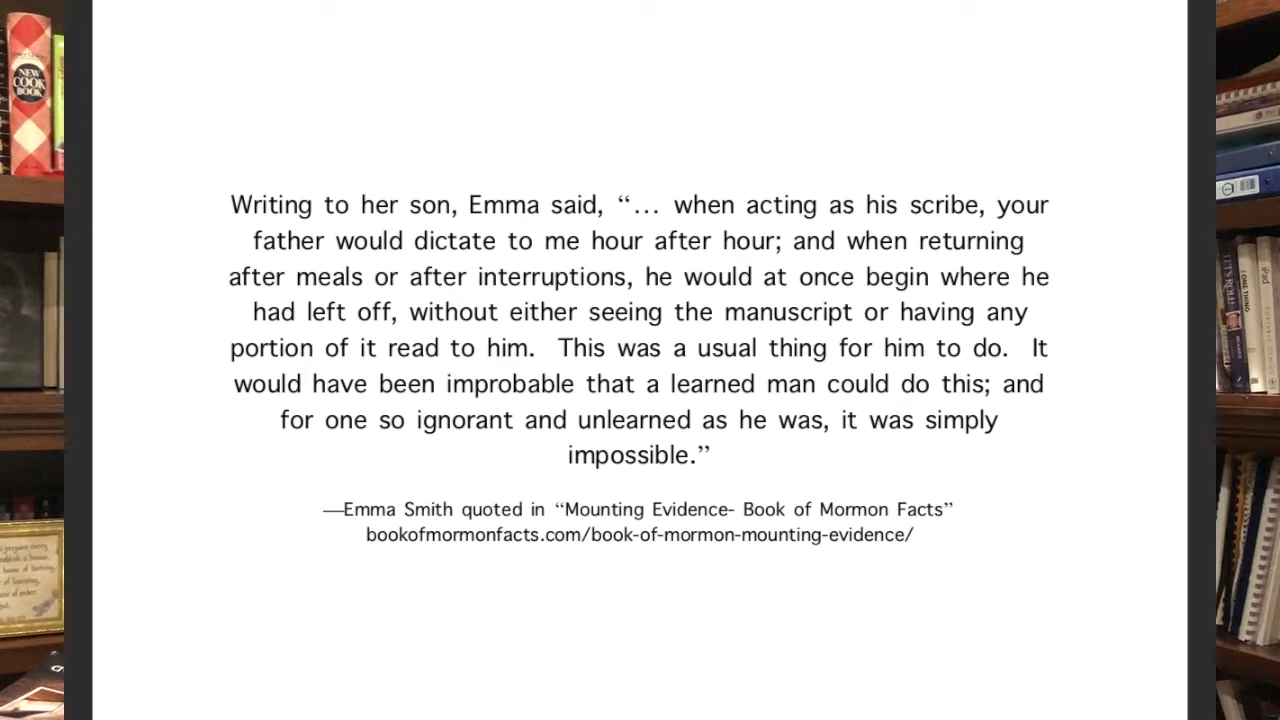 NEW
COOK
BOOK
Writing to her son, Emma said, “... when acting as his scribe, your
father would dictate to me hour after hour; and when returning
after meals or after interruptions, he would at once begin where he
had left off, without either seeing the manuscript or having any
portion of it read to him. This was a usual thing for him to do. It
would have been improbable that a learned man could do this; and
for one so ignorant and unlearned as he was, it was simply
impossible.”
—Emma Smith quoted in “Mounting Evidence- Book of Mormon Facts”
bookofmormonfacts.com/book-of-mormon-mounting-evidence/
iPad